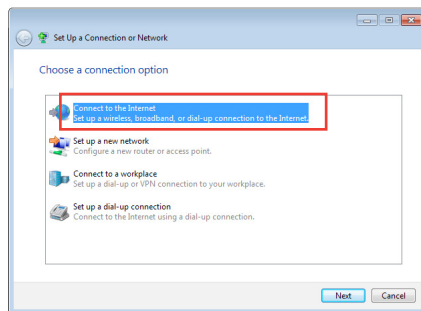 Set Up a Connection or Network
Choose a connection option
Connect to the Internet
Set up a wireless, broadband, or dial-up connection to the Internet.
Set up a new network
Configure a new router or access point.
Connect to a workplace
Set up a dial-up or VPN connection to your workplace.
Set up a dial-up connection
Connect to the Internet using a dial-up connection.
Next Cancel